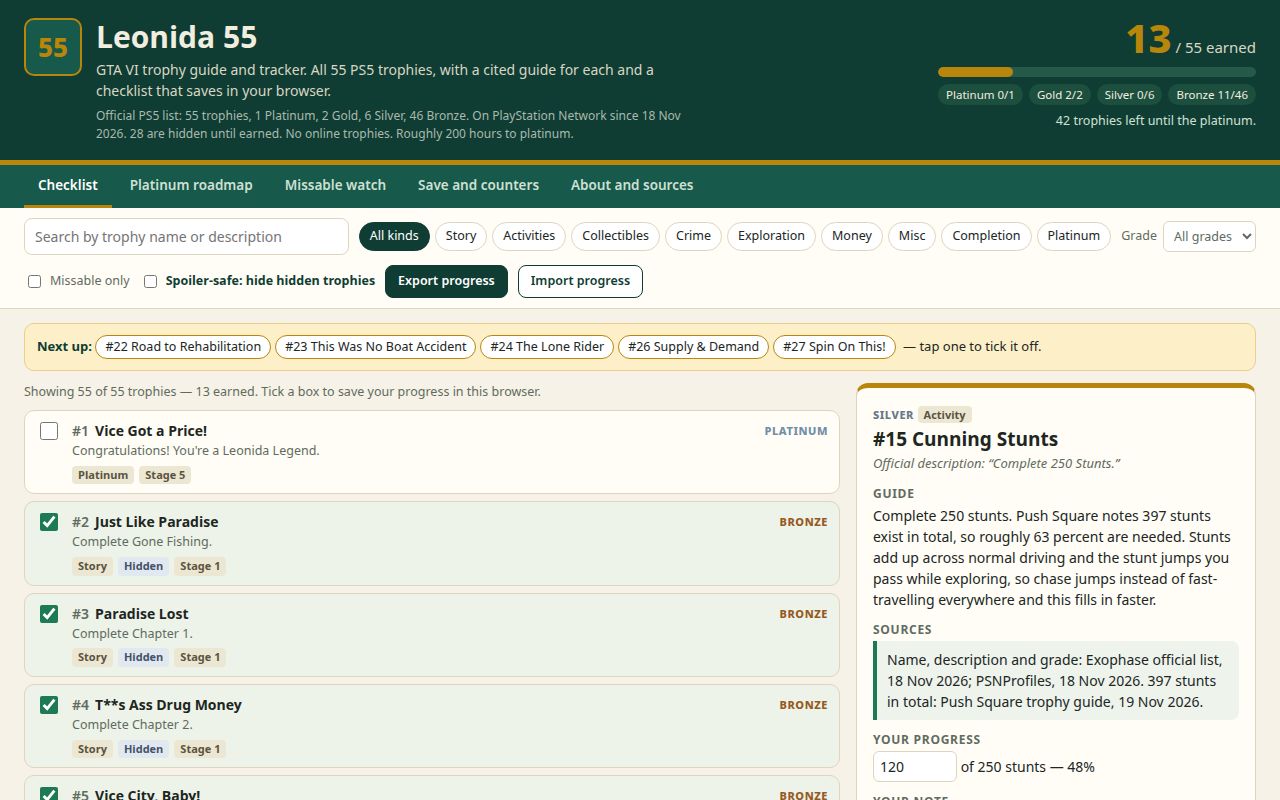 55
Leonida 55
GTA VI trophy guide and tracker. All 55 PS5 trophies, with a cited guide for each and a
checklist that saves in your browser.
Official PS5 list: 55 trophies, 1 Platinum, 2 Gold, 6 Silver, 46 Bronze. On PlayStation Network since 18 Nov
2026. 28 are hidden until earned. No online trophies. Roughly 200 hours to platinum.
13 / 55 earned
Platinum 0/1 Gold 2/2 Silver 0/6 Bronze 11/46
42 trophies left until the platinum.
Checklist Platinum roadmap Missable watch Save and counters About and sources
Search by trophy name or description All kinds Story Activities Collectibles Crime Exploration Money Misc Completion Platinum Grade All grades
Missable only Spoiler-safe: hide hidden trophies Export progress Import progress
Next up: #22 Road to Rehabilitation #23 This Was No Boat Accident #24 The Lone Rider #26 Supply & Demand #27 Spin On This! — tap one to tick it off.
Showing 55 of 55 trophies — 13 earned. Tick a box to save your progress in this browser.
#1 Vice Got a Price! PLATINUM
Congratulations! You're a Leonida Legend.
Platinum Stage 5
#2 Just Like Paradise BRONZE
Complete Gone Fishing.
Story Hidden Stage 1
#3 Paradise Lost BRONZE
Complete Chapter 1.
Story Hidden Stage 1
#4 T**s Ass Drug Money BRONZE
Complete Chapter 2.
Story Hidden Stage 1
#5 Vice City, Baby! BRONZE
SILVER Activity
#15 Cunning Stunts
Official description: “Complete 250 Stunts.”
GUIDE
Complete 250 stunts. Push Square notes 397 stunts
exist in total, so roughly 63 percent are needed. Stunts
add up across normal driving and the stunt jumps you
pass while exploring, so chase jumps instead of fast-
travelling everywhere and this fills in faster.
SOURCES
Name, description and grade: Exophase official list,
18 Nov 2026; PSNProfiles, 18 Nov 2026. 397 stunts
in total: Push Square trophy guide, 19 Nov 2026.
YOUR PROGRESS
120 of 250 stunts — 48%
YOUR NOTE